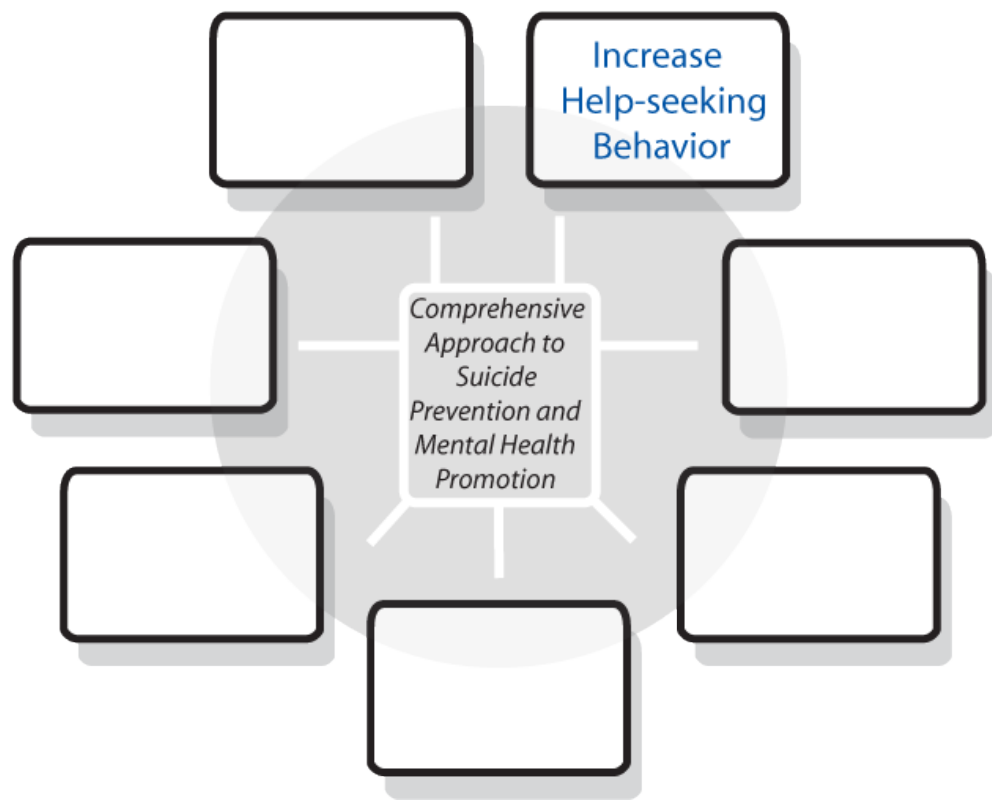 Increase
Help-seeking
Behavior
Comprehensive
Approach to
Suicide
Prevention and
Mental Health
Promotion